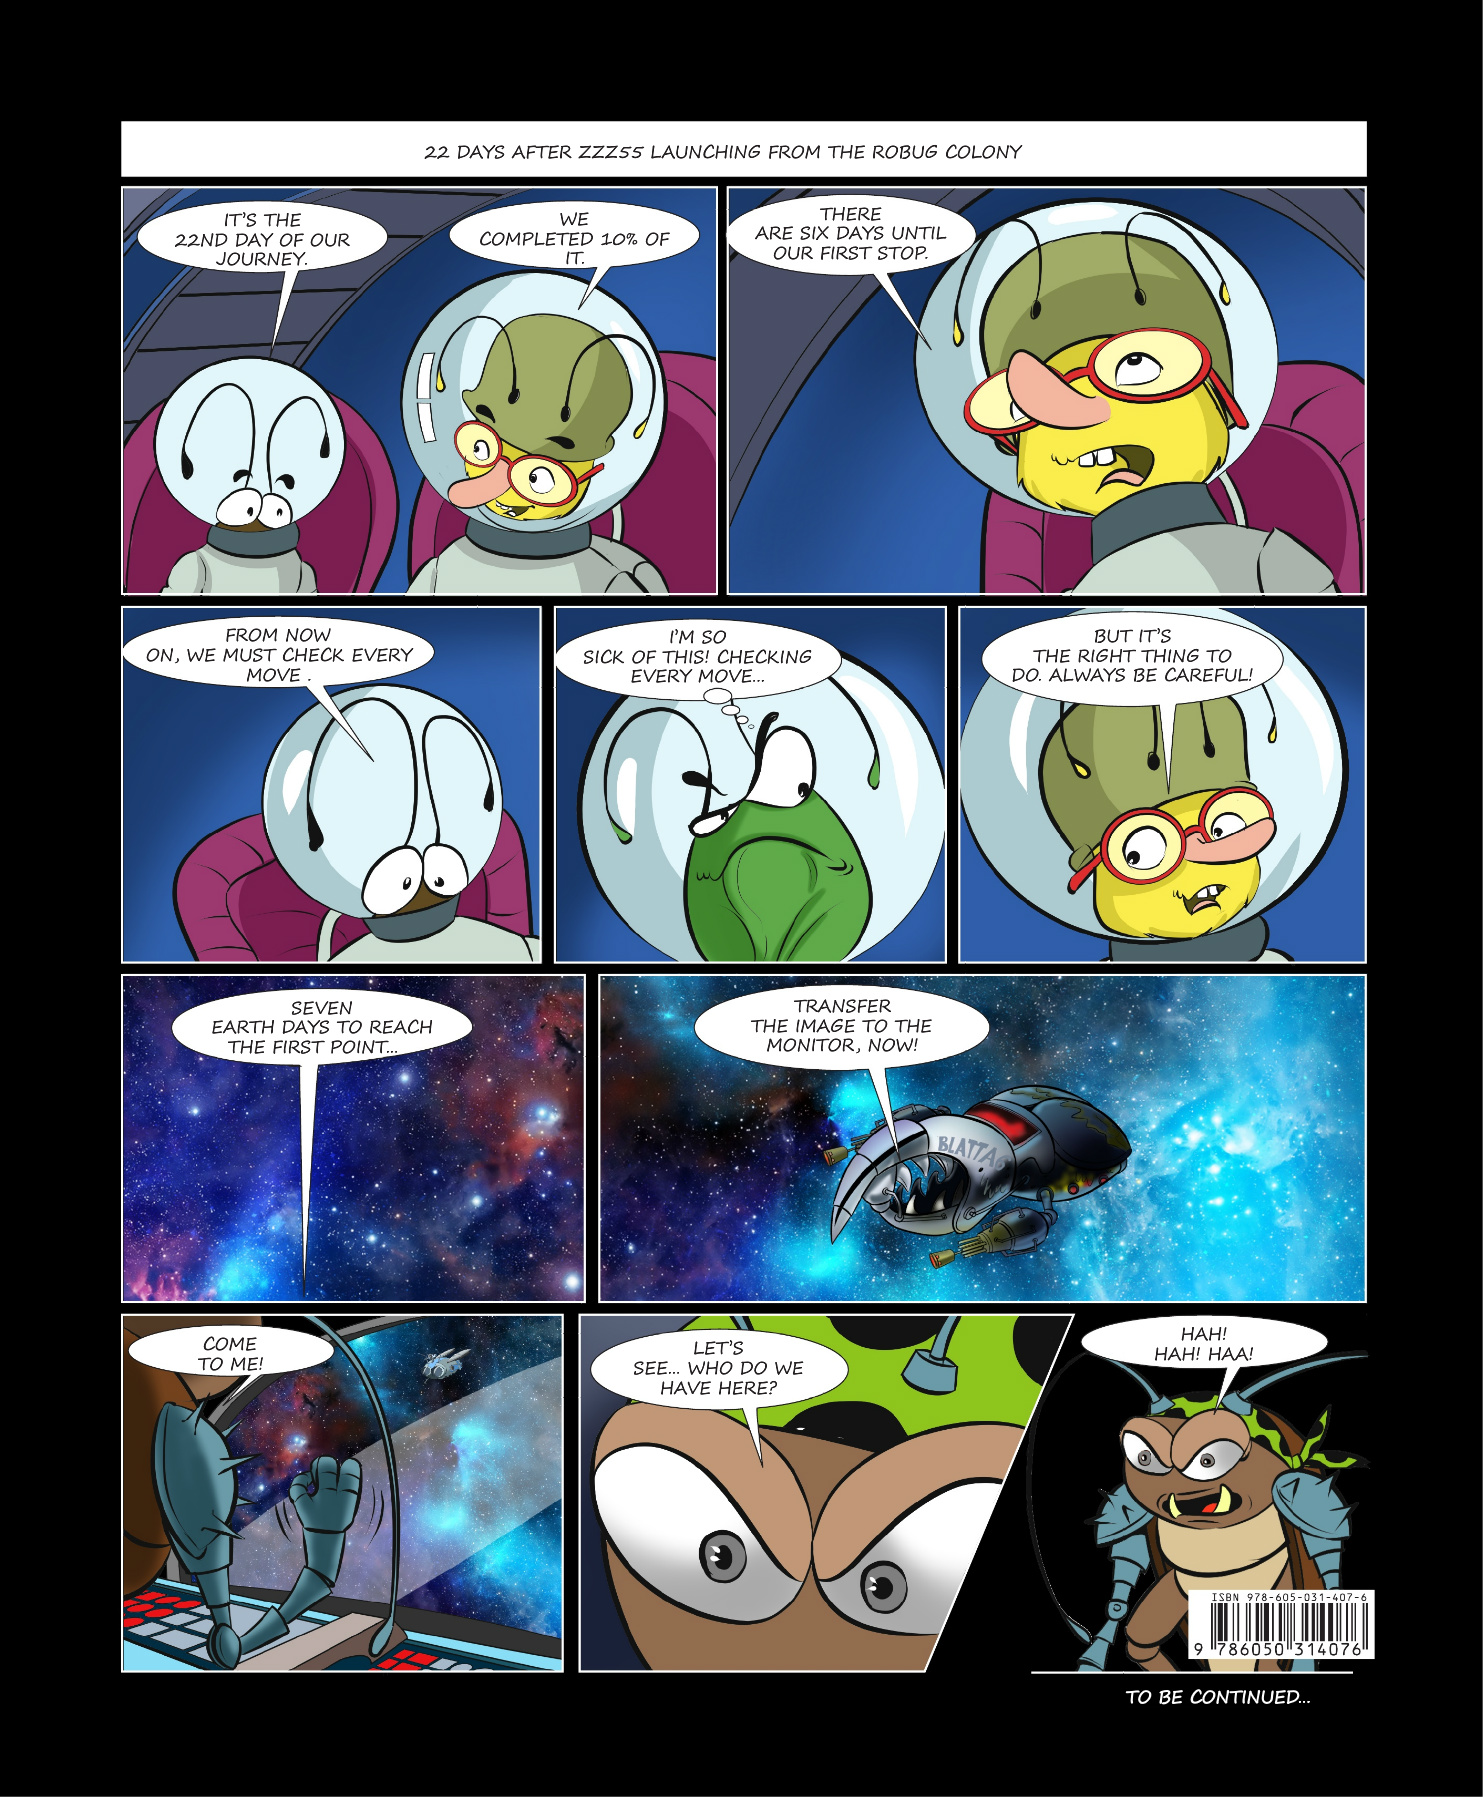 22 DAYS AFTER ZZZ55 LAUNCHING FROM THE ROBUG COLONY
IT'S THE
22ND DAY OF OUR
JOURNEY.
WE
COMPLETED 10% OF
IT.
THERE
ARE SIX DAYS UNTIL
OUR FIRST STOP.
FROM NOW
ON, WE MUST CHECK EVERY
MOVE .
I'M SO
SICK OF THIS! CHECKING
EVERY MOVE...
BUT IT'S
THE RIGHT THING TO
DO. ALWAYS BE CAREFUL!
SEVEN
EARTH DAYS TO REACH
THE FIRST POINT...
TRANSFER
THE IMAGE TO THE
MONITOR, NOW!
COME
TO ME!
LET'S
SEE... WHO DO WE
HAVE HERE?
HAH!
HAH! HAA!
ISBN 978-605-031-407-6
9 786050 314076
TO BE CONTINUED...